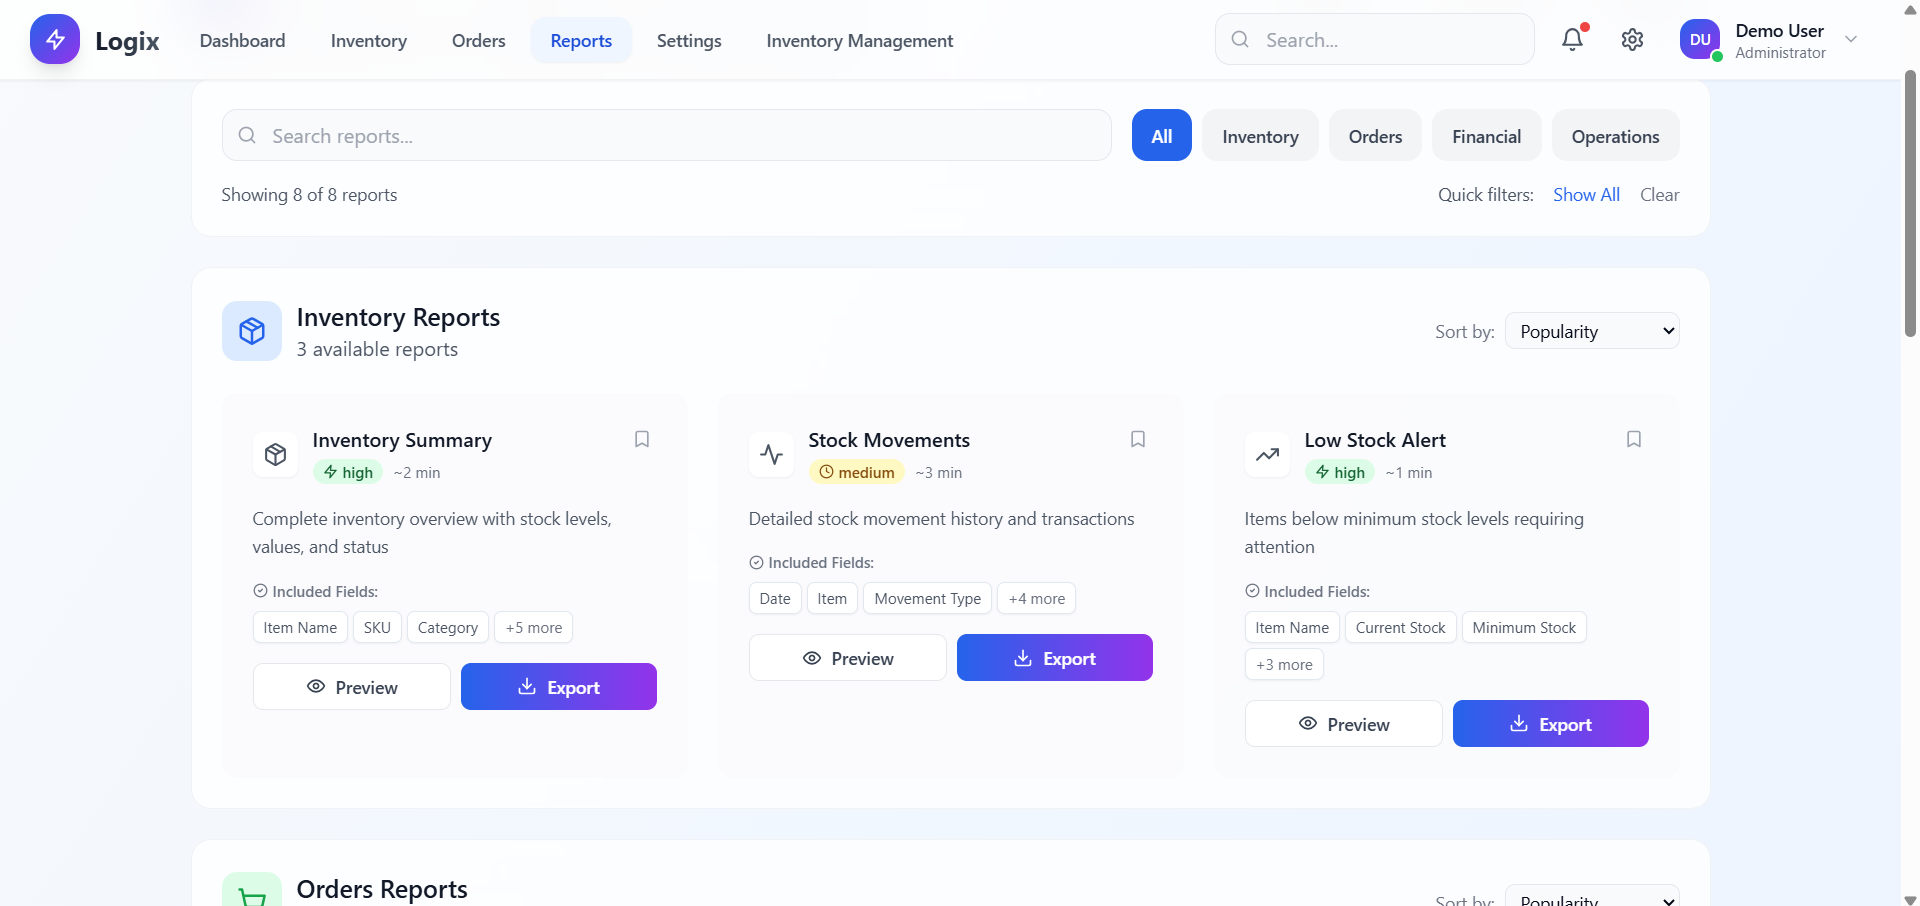 Logix
Dashboard
Inventory
Orders
Reports
Settings
Inventory Management
Search...
DU
Demo User
Administrator
Search reports...
All
Inventory
Orders
Financial
Operations
Showing 8 of 8 reports
Quick filters:
Show All
Clear
Inventory Reports
3 available reports
Sort by:
Popularity
Inventory Summary
high
~2 min
Complete inventory overview with stock levels,
values, and status
Included Fields:
Item Name
SKU
Category
+5 more
Preview
Export
Stock Movements
medium
~3 min
Detailed stock movement history and transactions
Included Fields:
Date
Item
Movement Type
+4 more
Preview
Export
Low Stock Alert
high
~1 min
Items below minimum stock levels requiring
attention
Included Fields:
Item Name
Current Stock
Minimum Stock
+3 more
Preview
Export
Orders Reports
Sort by:
Popularity